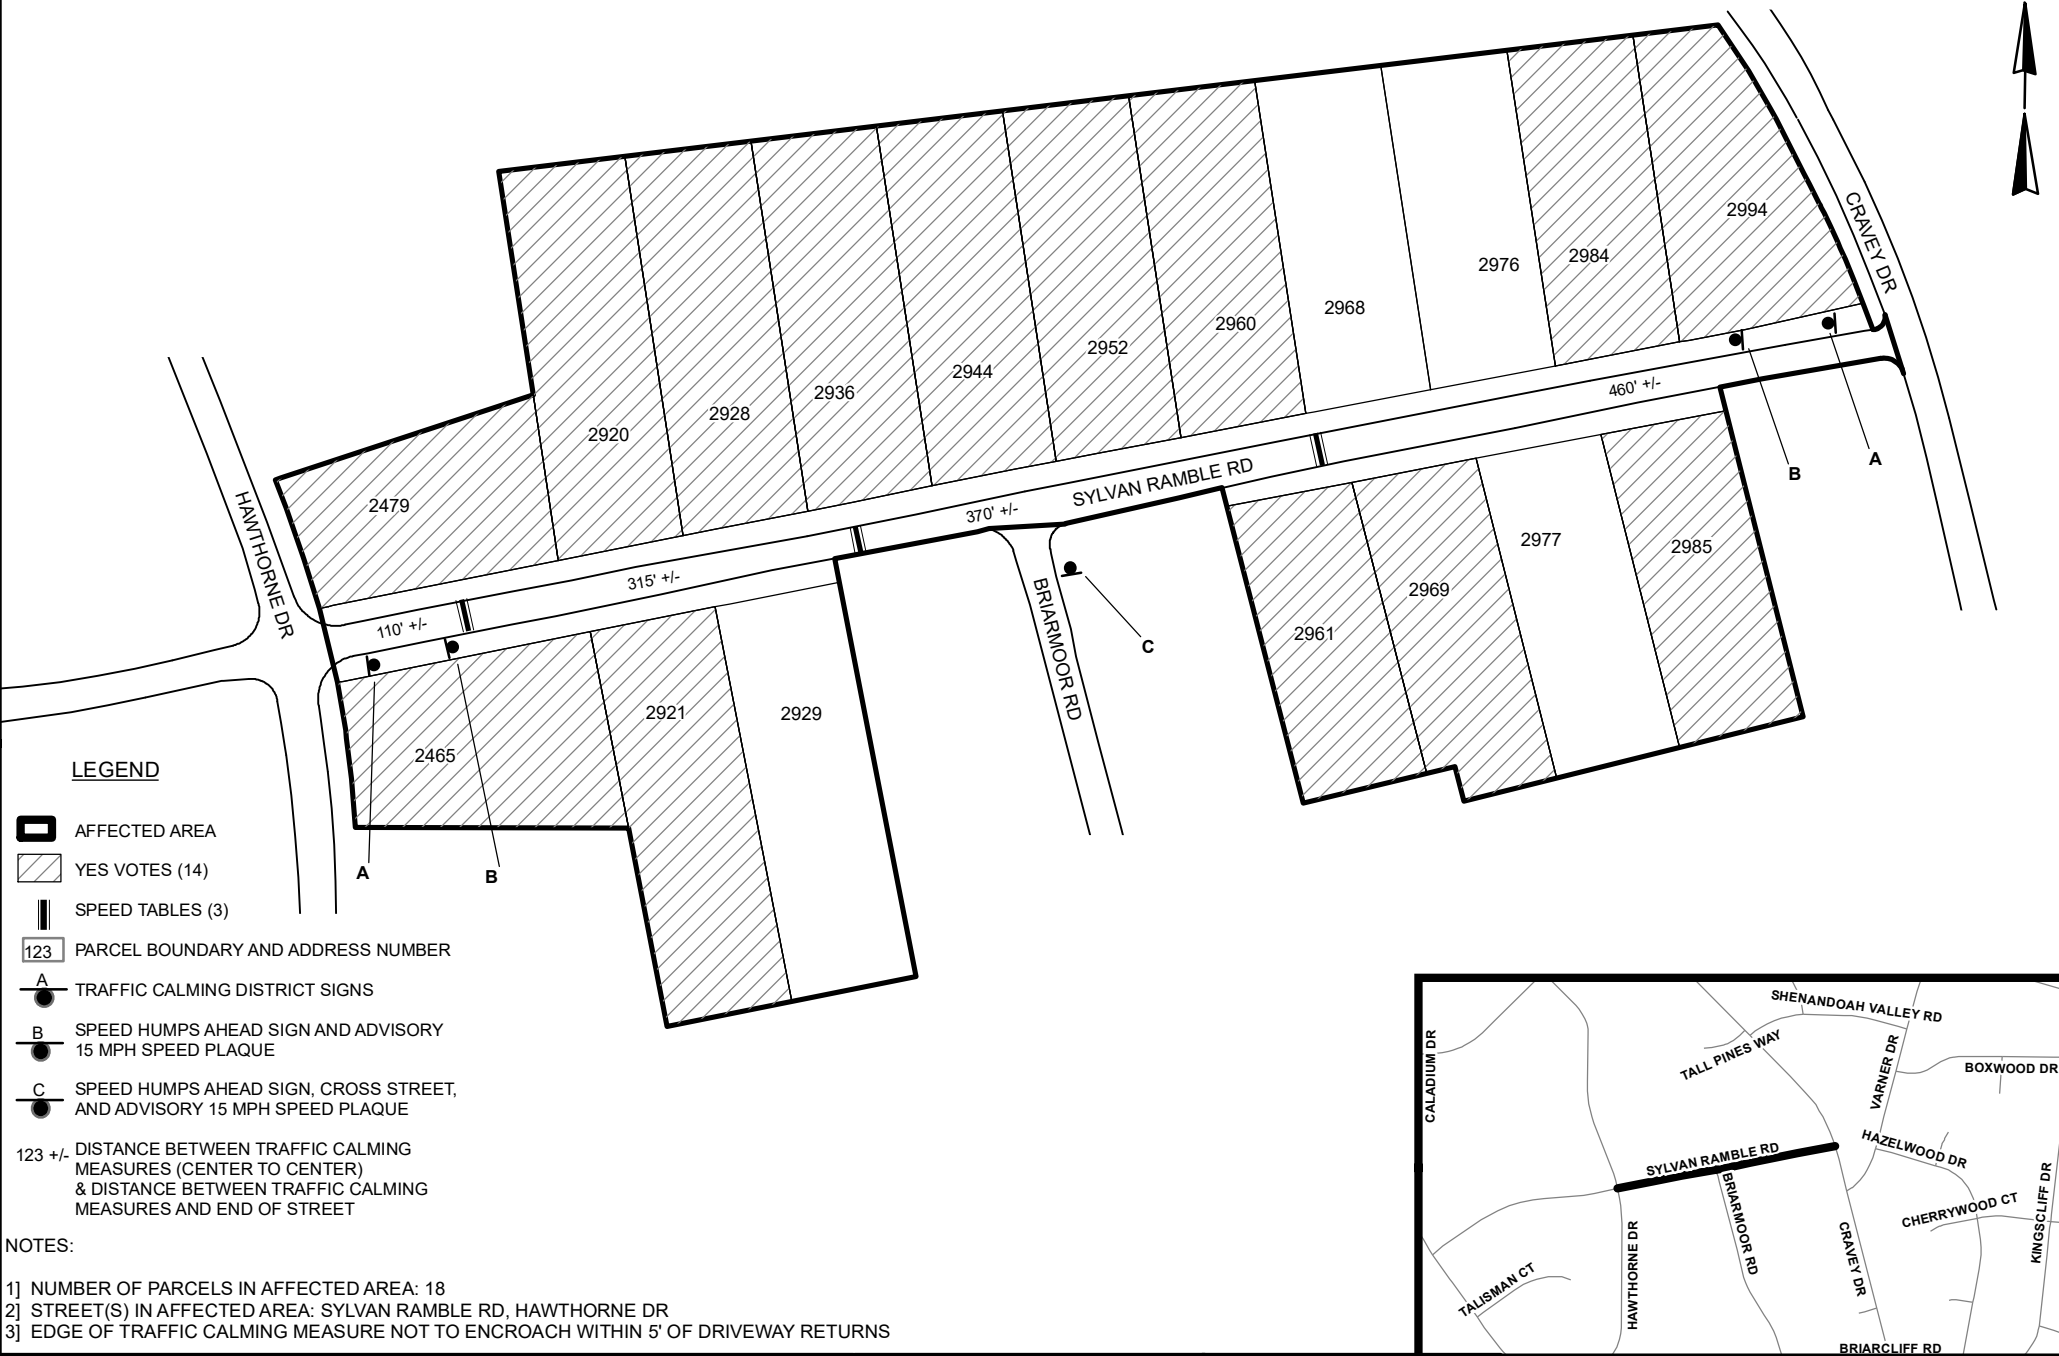 2994
CRAVEY DR
2984
2976
2968
2960
2952
2944
2936
2928
2920
2479
HAWTHORNE DR
460' +/-
SYLVAN RAMBLE RD
370' +/-
315' +/-
110' +/-
B
A
BRIARMOOR RD
C
2961
2969
2977
2985
2465
2921
2929
A
B
LEGEND
AFFECTED AREA
YES VOTES (14)
SPEED TABLES (3)
123 PARCEL BOUNDARY AND ADDRESS NUMBER
A TRAFFIC CALMING DISTRICT SIGNS
B SPEED HUMPS AHEAD SIGN AND ADVISORY
15 MPH SPEED PLAQUE
C SPEED HUMPS AHEAD SIGN, CROSS STREET,
AND ADVISORY 15 MPH SPEED PLAQUE
123 +/- DISTANCE BETWEEN TRAFFIC CALMING
MEASURES (CENTER TO CENTER)
& DISTANCE BETWEEN TRAFFIC CALMING
MEASURES AND END OF STREET
NOTES:
1] NUMBER OF PARCELS IN AFFECTED AREA: 18
2] STREET(S) IN AFFECTED AREA: SYLVAN RAMBLE RD, HAWTHORNE DR
3] EDGE OF TRAFFIC CALMING MEASURE NOT TO ENCROACH WITHIN 5' OF DRIVEWAY RETURNS
CALADIUM DR
SHENANDOAH VALLEY RD
TALL PINES WAY
VARNER DR
BOXWOOD DR
SYLVAN RAMBLE RD
HAZELWOOD DR
BRIARMOOR RD
CHERRYWOOD CT
KINGSCLIFF DR
HAWTHORNE DR
CRAVEY DR
TALISMAN CT
BRIARCLIFF RD